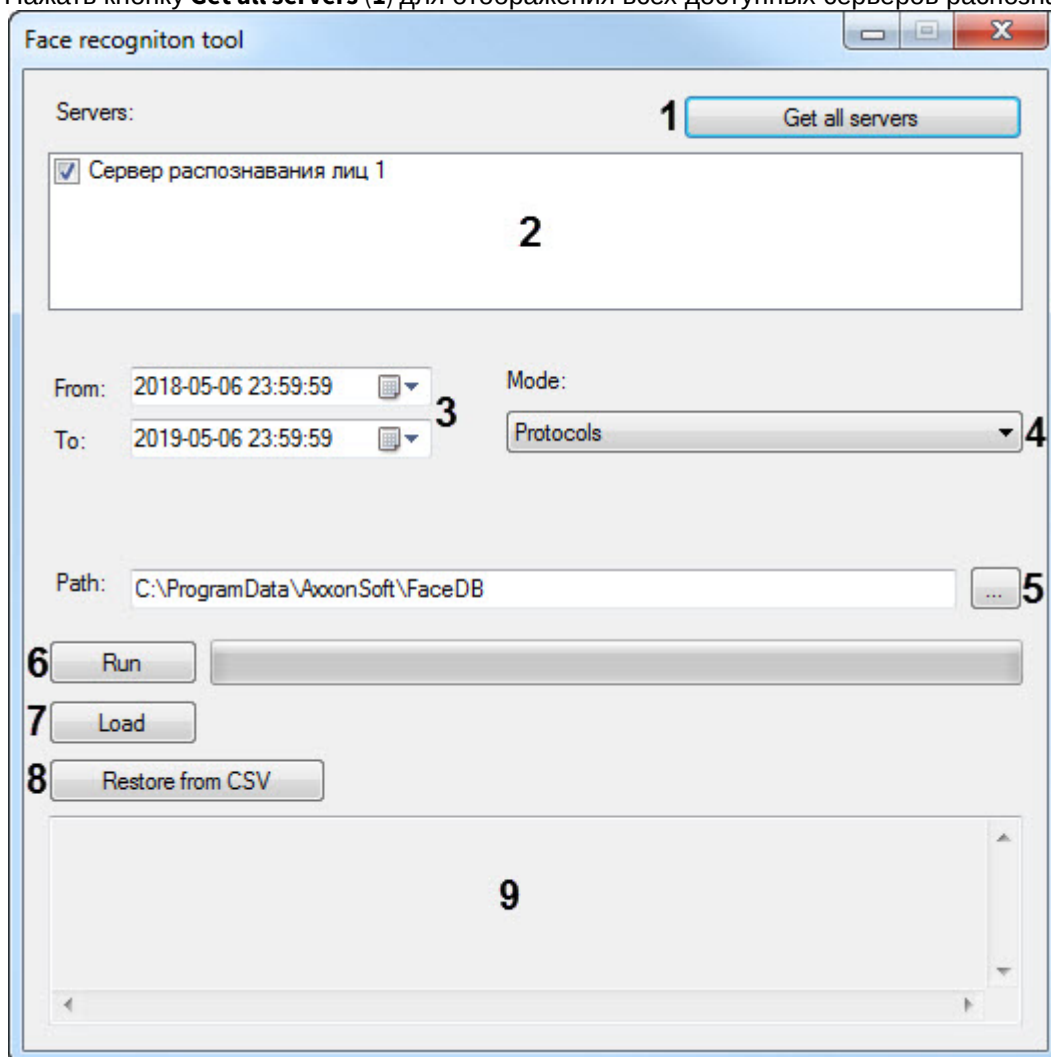 Нажать кнопку Get all servers (1) для отображения всех доступных серверов
Face recogniton tool
Servers:
1 Get all servers
Сервер распознавания лиц 1
2
From: 2018-05-06 23:59:59
3
To: 2019-05-06 23:59:59
Mode:
Protocols 4
Path: C:\ProgramData\AxxonSoft\FaceDB ... 5
6 Run
7 Load
8 Restore from CSV
9